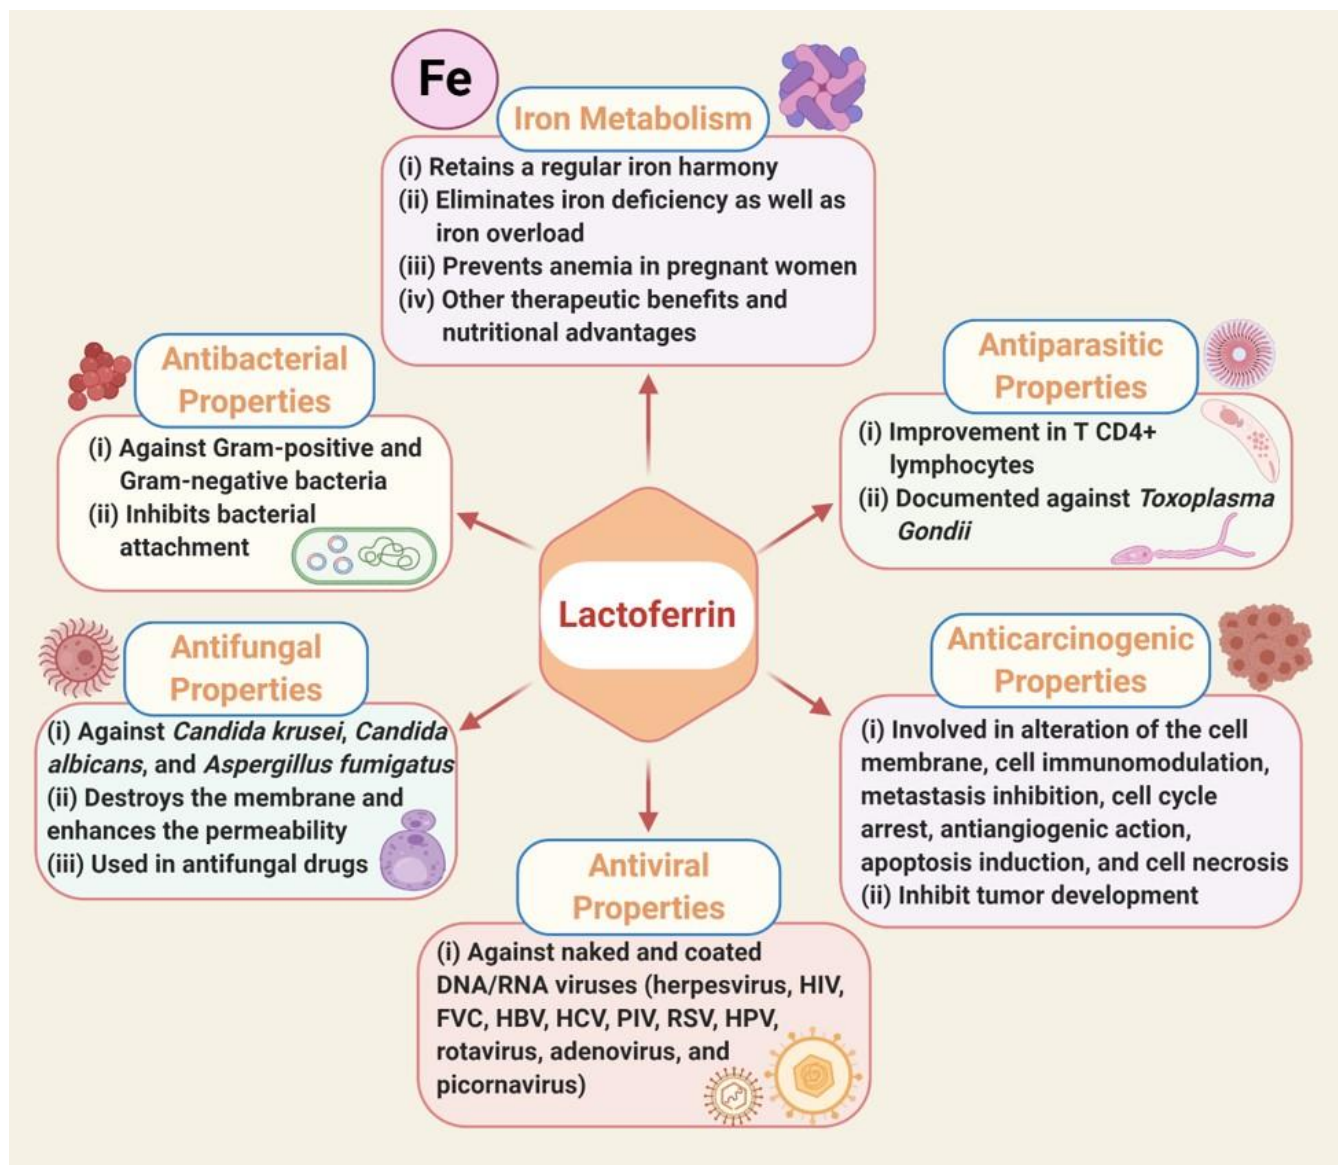 Fe
Iron Metabolism
(i) Retains a regular iron harmony
(ii) Eliminates iron deficiency as well as
iron overload
(iii) Prevents anemia in pregnant women
(iv) Other therapeutic benefits and
nutritional advantages
Antibacterial
Properties
(i) Against Gram-positive and
Gram-negative bacteria
(ii) Inhibits bacterial
attachment
Antiparasitic
Properties
(i) Improvement in T CD4+
lymphocytes
(ii) Documented against Toxoplasma
Gondii
Lactoferrin
Antifungal
Properties
(i) Against Candida krusei, Candida
albicans, and Aspergillus fumigatus
(ii) Destroys the membrane and
enhances the permeability
(iii) Used in antifungal drugs
Anticarcinogenic
Properties
(i) Involved in alteration of the cell
membrane, cell immunomodulation,
metastasis inhibition, cell cycle
arrest, antiangiogenic action,
apoptosis induction, and cell necrosis
(ii) Inhibit tumor development
Antiviral
Properties
(i) Against naked and coated
DNA/RNA viruses (herpesvirus, HIV,
FVC, HBV, HCV, PIV, RSV, HPV,
rotavirus, adenovirus, and
picornavirus)